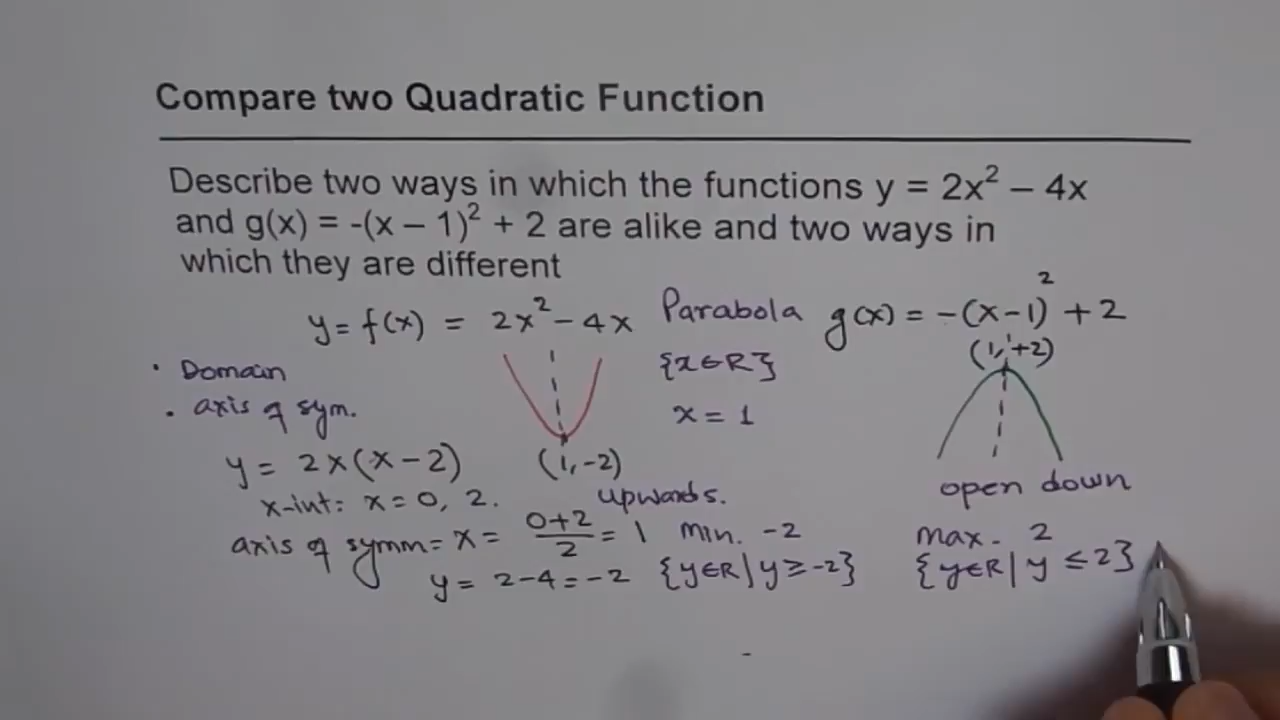 Compare two Quadratic Function
Describe two ways in which the functions y = 2x² – 4x
and g(x) = -(x – 1)² + 2 are alike and two ways in
which they are different
y = f(x) = 2x² – 4x Parabola g(x) = -(x-1)² + 2
(1, +2)
• Domain {x∈R}
• axis of sym. x = 1
y = 2x(x-2) (1,-2)
x-int: x = 0, 2. upwards. open down
axis of symm = x = 0+2/2 = 1 min. -2 max. 2
y = 2-4 = -2 {y∈R | y ≥ -2} {y∈R | y ≤ 2}